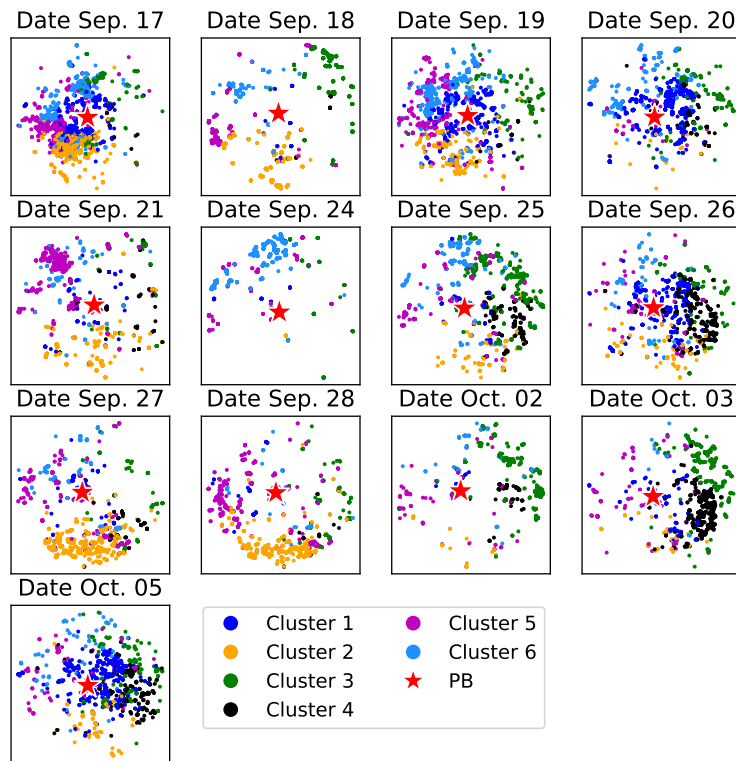 Date Sep. 17
Date Sep. 18
Date Sep. 19
Date Sep. 20
Date Sep. 21
Date Sep. 24
Date Sep. 25
Date Sep. 26
Date Sep. 27
Date Sep. 28
Date Oct. 02
Date Oct. 03
Date Oct. 05
Cluster 1
Cluster 2
Cluster 3
Cluster 4
Cluster 5
Cluster 6
PB